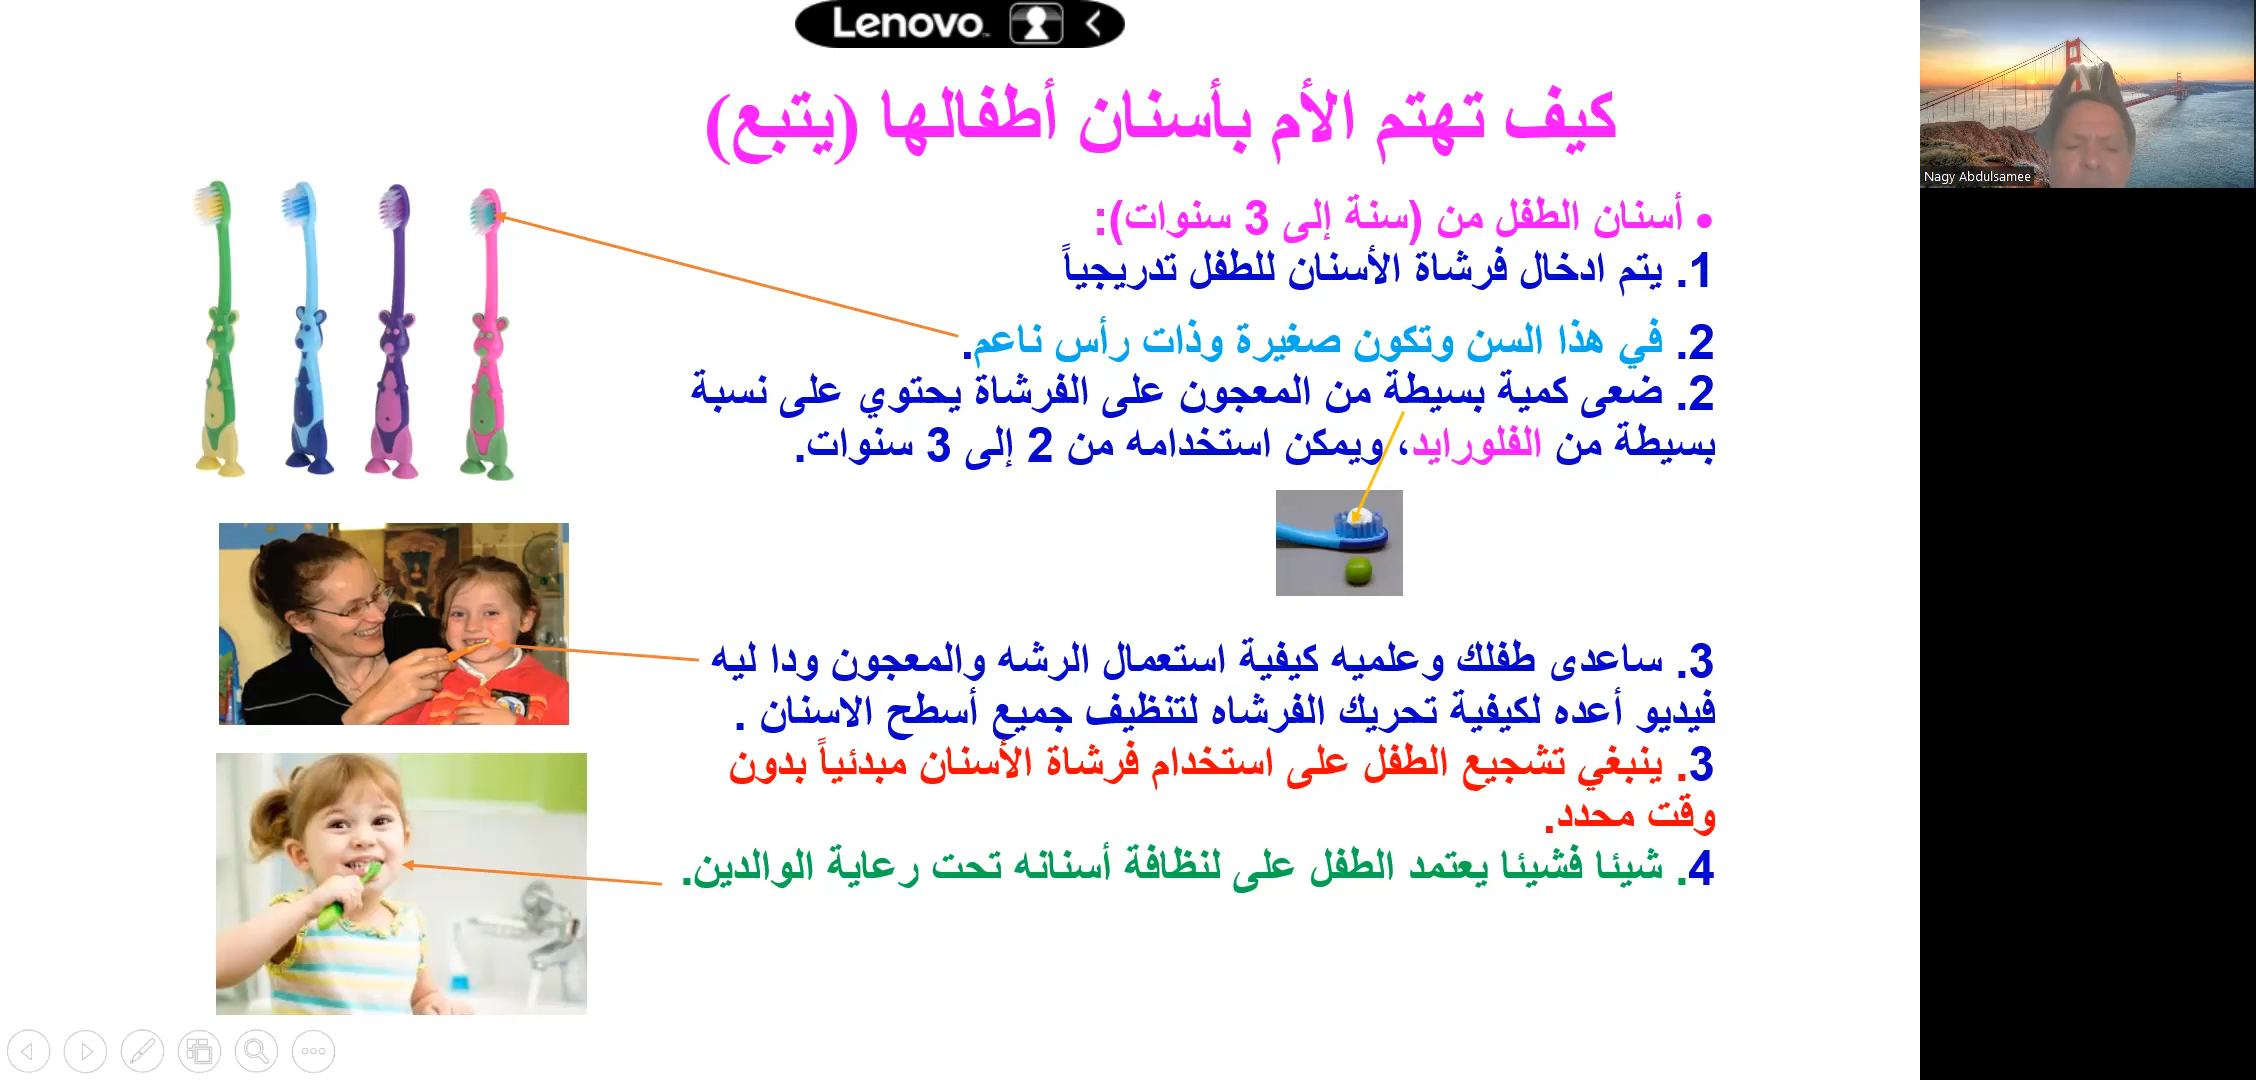 Lenovo
كيف تهتم الأم بأسنان أطفالها (يتبع)
Nagy Abdulsamee
• أسنان الطفل من (سنة إلى 3 سنوات):
1. يتم ادخال فرشاة الأسنان للطفل تدريجياً
2. في هذا السن وتكون صغيرة وذات رأس ناعم.
2. ضعى كمية بسيطة من المعجون على الفرشاة يحتوي على نسبة
بسيطة من الفلورايد، ويمكن استخدامه من 2 إلى 3 سنوات.
3. ساعدى طفلك وعلميه كيفية استعمال الرشه والمعجون ودا ليه
فيديو أعده لكيفية تحريك الفرشاه لتنظيف جميع أسطح الاسنان .
3. ينبغي تشجيع الطفل على استخدام فرشاة الأسنان مبدئياً بدون
وقت محدد.
4. شيئا فشيئا يعتمد الطفل على لنظافة أسنانه تحت رعاية الوالدين.